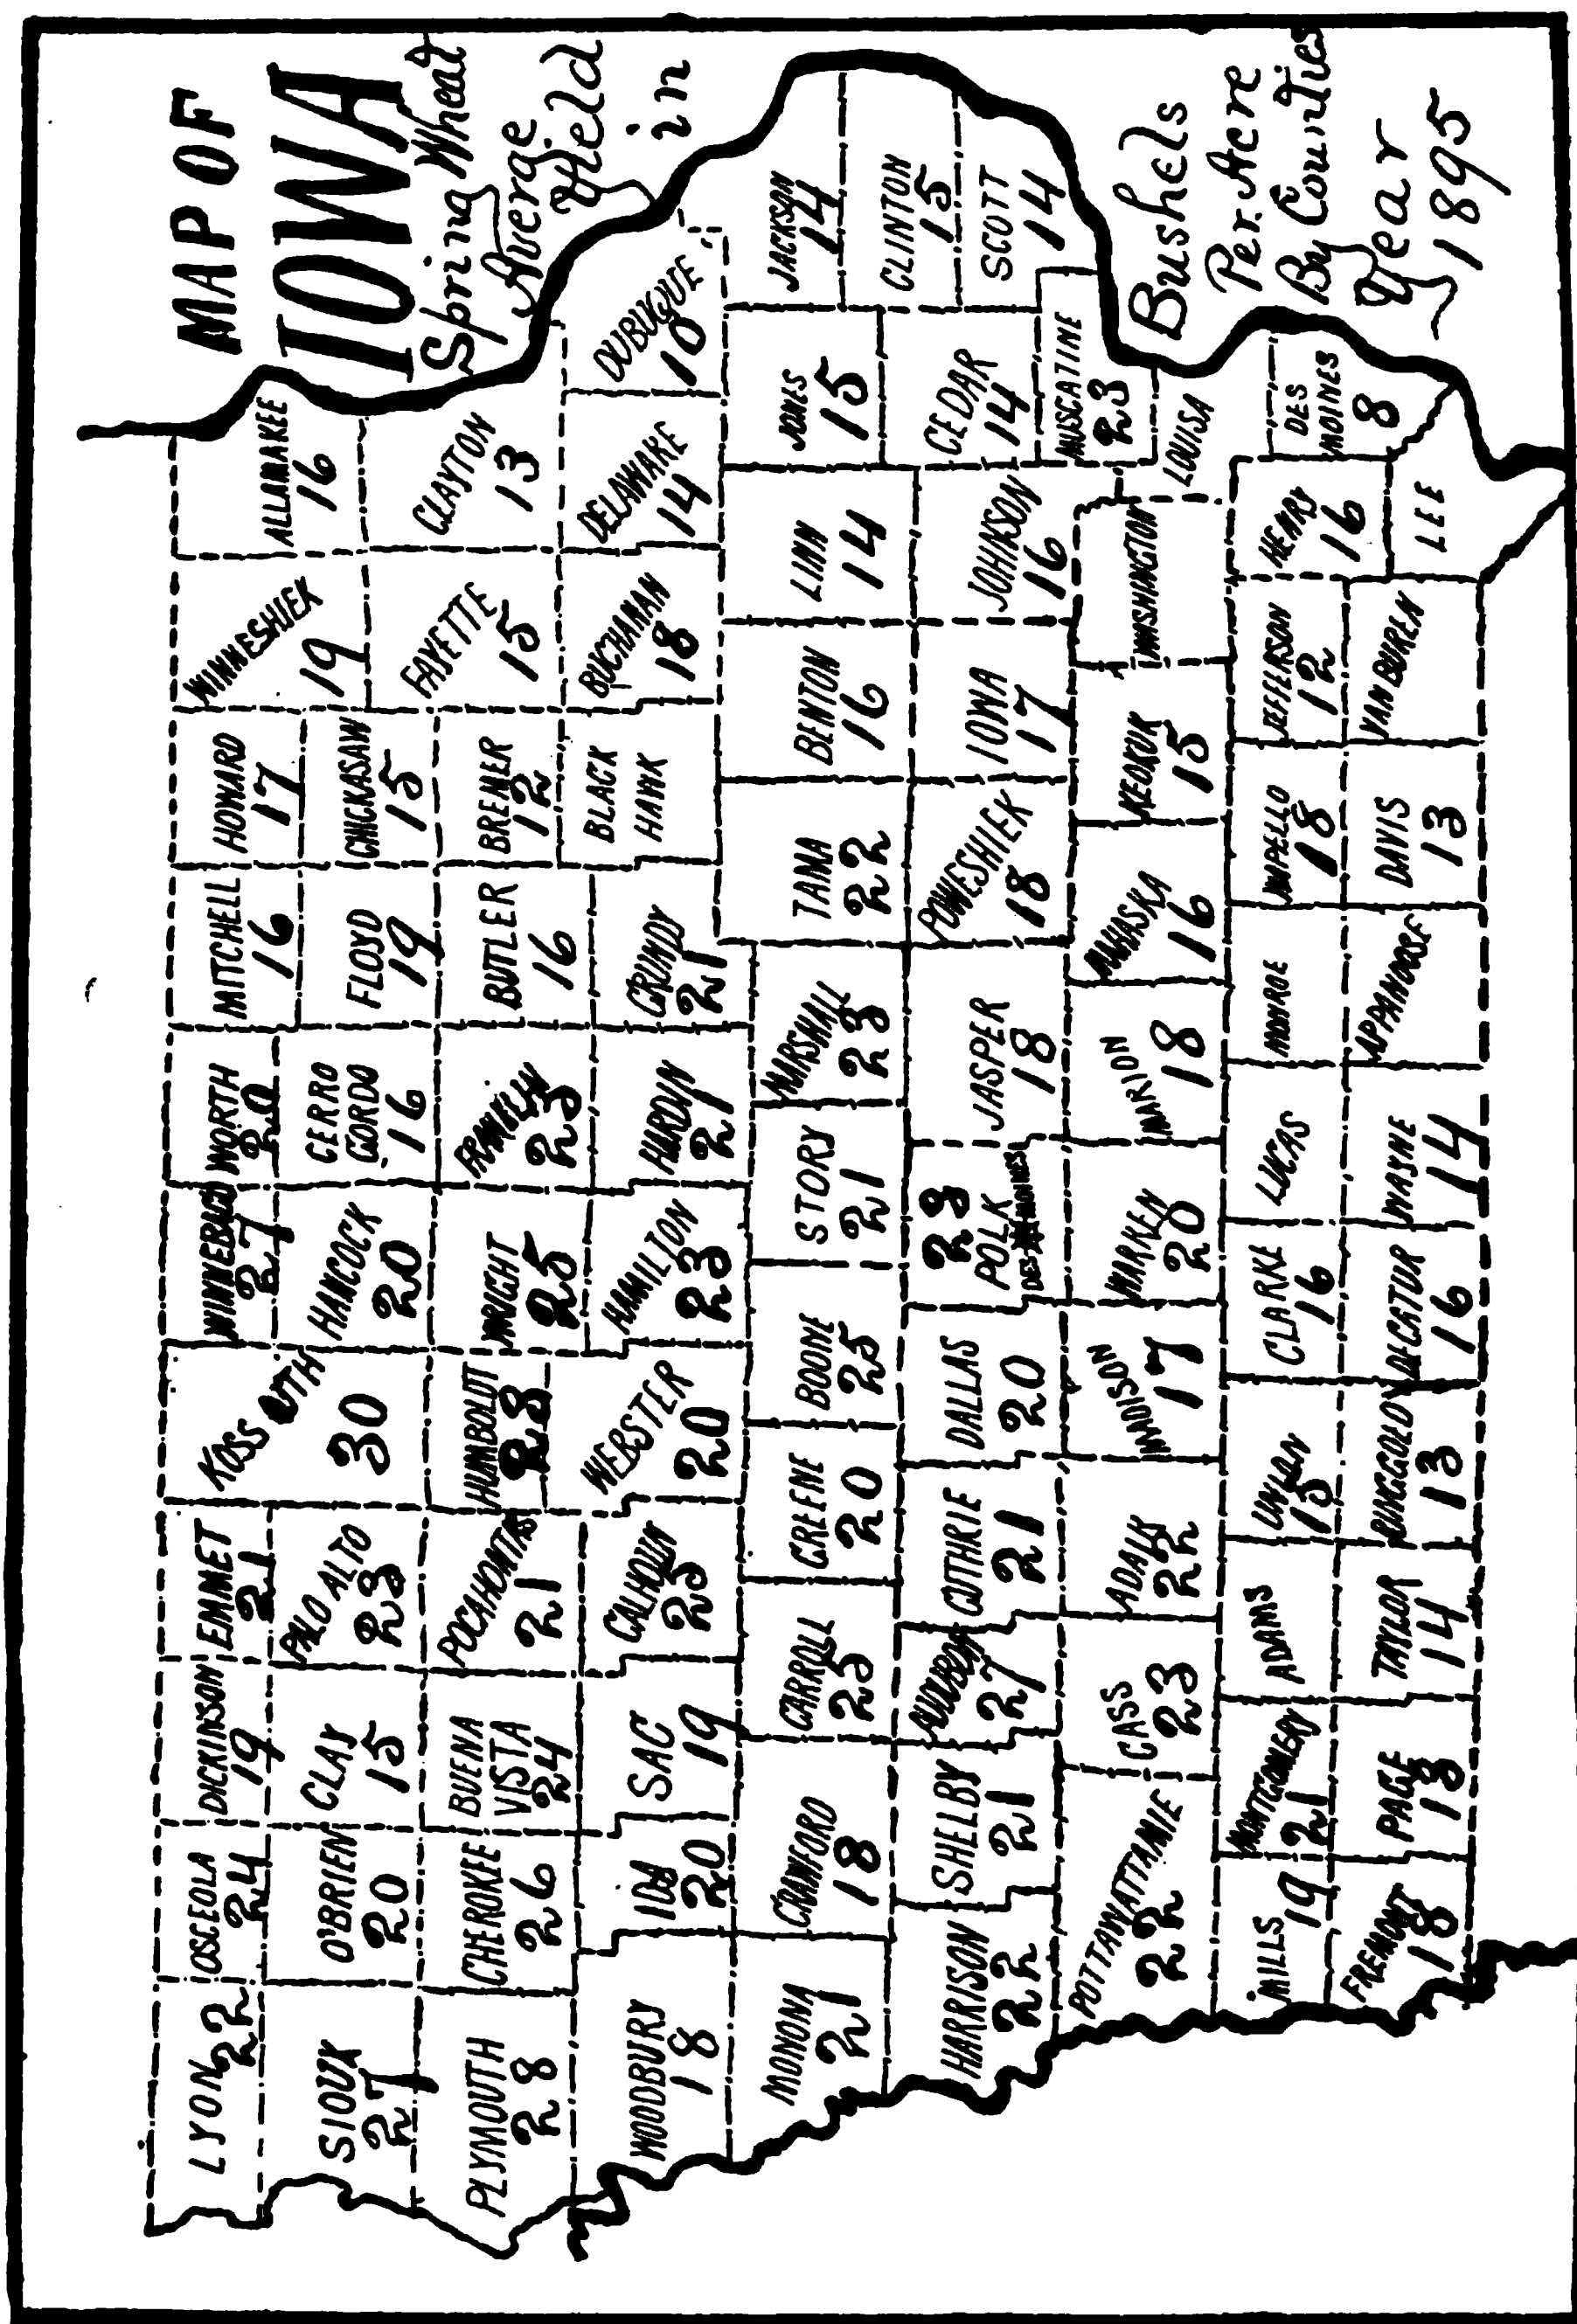 MAP OF
IOWA
Spring Wheat
Average
Yield
in
Bushels
Per. Acre
By Counties
Year
1895
LYON
22
OSCEOLA
24
DICKINSON
19
EMMET
21
KOSSUTH
30
WINNEBAGO
27
WORTH
20
MITCHELL
16
HOWARD
17
WINNESHIEK
19
ALLAMAKEE
16
SIOUX
27
O'BRIEN
20
CLAY
15
PALO ALTO
23
HANCOCK
20
CERRO
GORDO
16
FLOYD
19
CHICKASAW
15
PLYMOUTH
28
CHEROKEE
26
BUENA
VISTA
24
POCAHONTAS
21
HUMBOLDT
28
WRIGHT
25
FRANKLIN
23
BUTLER
16
BREMER
12
FAYETTE
15
CLAYTON
13
WOODBURY
18
IDA
20
SAC
19
CALHOUN
25
WEBSTER
20
HAMILTON
23
HARDIN
21
GRUNDY
21
BLACK
HAWK
BUCHANAN
18
DELAWARE
14
DUBUQUE
10
MONONA
21
CRAWFORD
18
CARROLL
25
GREENE
20
BOONE
25
STORY
21
MARSHALL
23
TAMA
22
BENTON
16
LINN
14
JONES
15
JACKSON
14
CLINTON
15
HARRISON
22
SHELBY
21
AUDUBON
27
GUTHRIE
21
DALLAS
20
23
POLK
DES MOINES
JASPER
18
POWESHIEK
18
IOWA
17
JOHNSON
16
CEDAR
14
SCOTT
14
MUSCATINE
23
POTTAWATTAMIE
22
CASS
23
ADAIR
22
MADISON
17
WARREN
20
MARION
18
MAHASKA
16
KEOKUK
15
WASHINGTON
LOUISA
MILLS
19
MONTGOMERY
21
ADAMS
UNION
15
CLARKE
16
LUCAS
MONROE
WAPELLO
18
JEFFERSON
12
HENRY
16
DES
MOINES
8
FREMONT
18
PAGE
18
TAYLOR
14
RINGGOLD
13
DECATUR
16
WAYNE
14
APPANOOSE
DAVIS
13
VAN BUREN
LEE